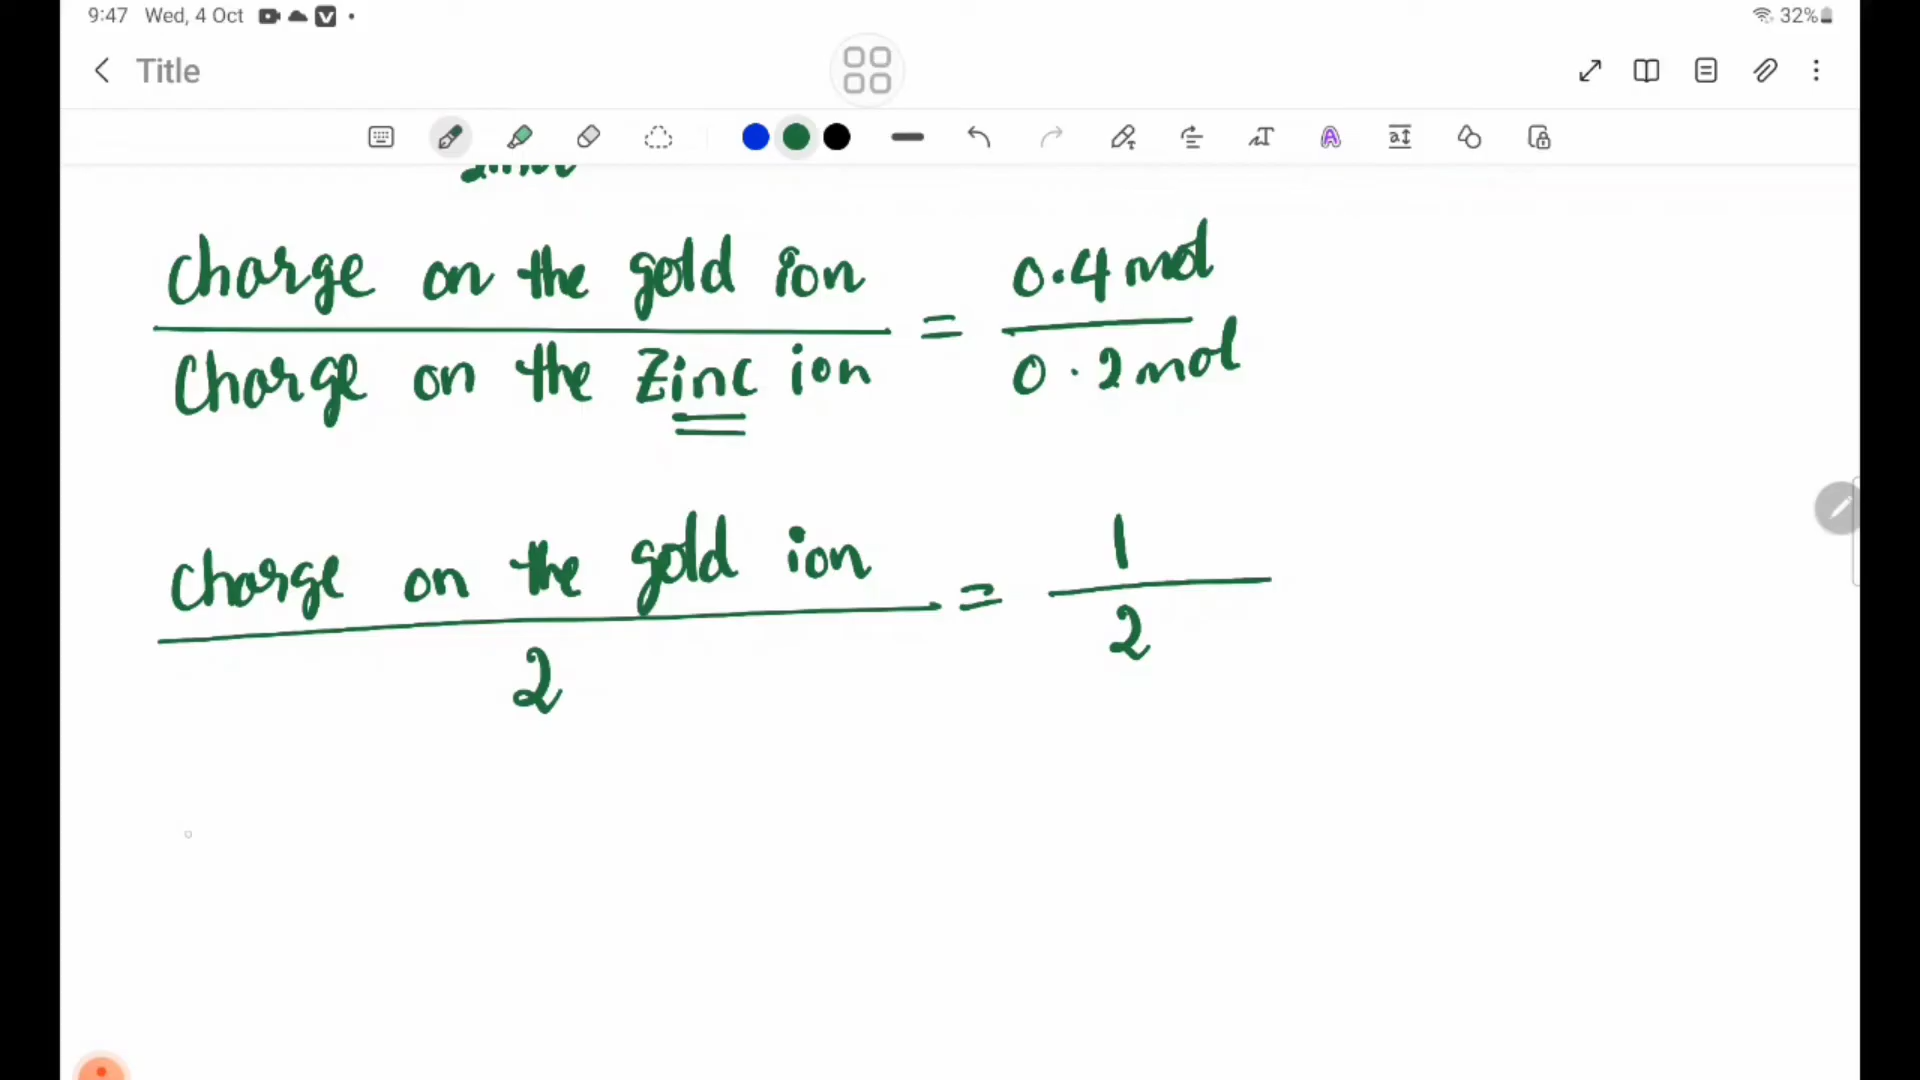 9:47 Wed, 4 Oct V 32%
Title
A
charge on the gold ion = 0.4 mol
Charge on the Zinc ion 0.2 mol
charge on the gold ion = 1
2 2